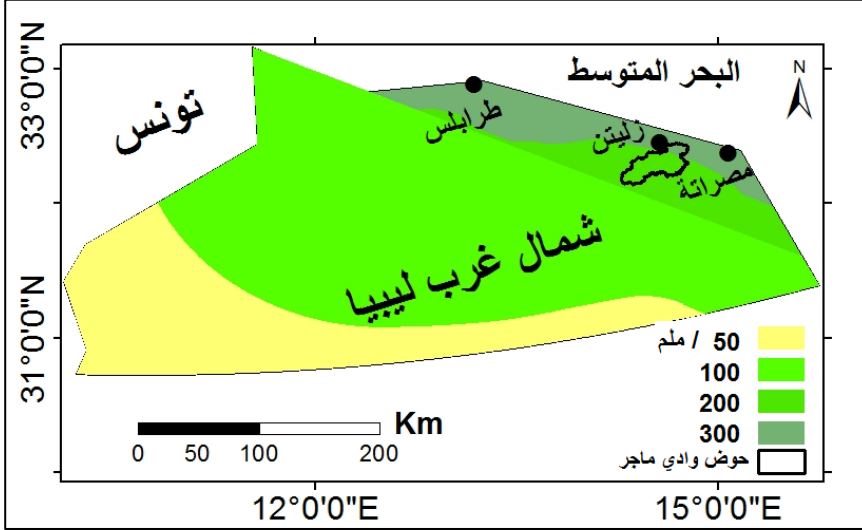 البحر المتوسط
N
33°0'0"N
تونس
طرابلس
زليتن
مصراتة
شمال غرب ليبيا
31°0'0"N
50 / ملم
100
200
300
حوض وادي ماجر
Km
0 50 100 200
12°0'0"E 15°0'0"E